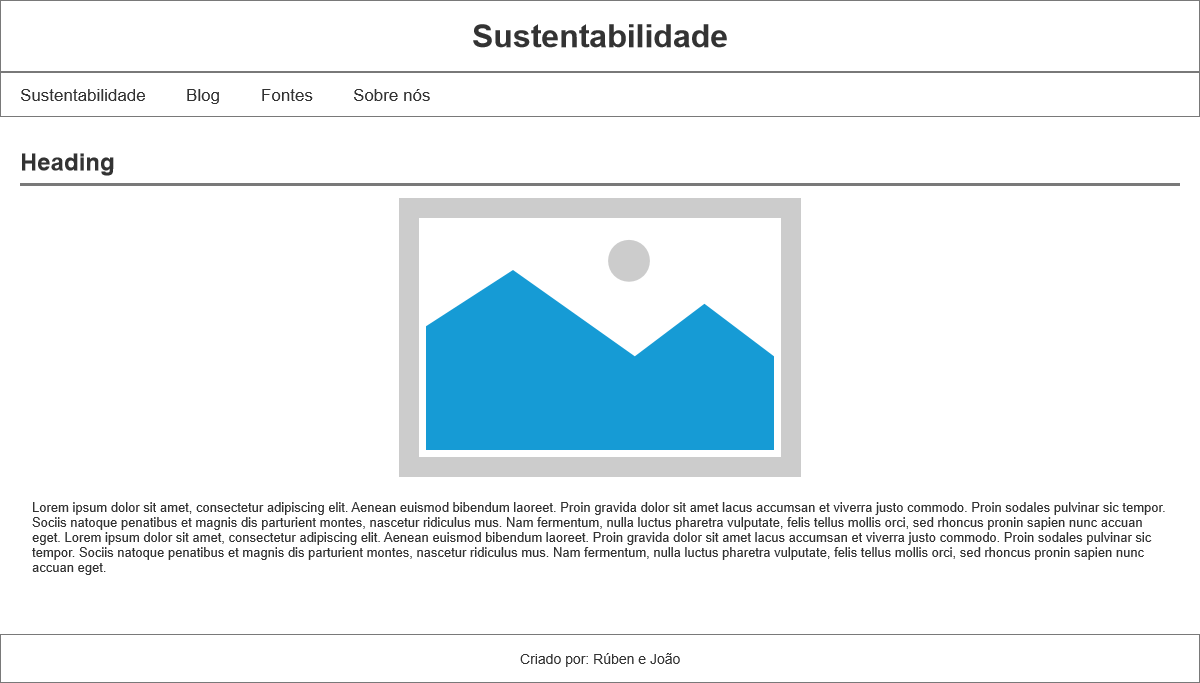 Sustentabilidade
Sustentabilidade Blog Fontes Sobre nós
Heading
Lorem ipsum dolor sit amet, consectetur adipiscing elit. Aenean euismod bibendum laoreet. Proin gravida dolor sit amet lacus accumsan et viverra justo commodo. Proin sodales pulvinar sic tempor.
Sociis natoque penatibus et magnis dis parturient montes, nascetur ridiculus mus. Nam fermentum, nulla luctus pharetra vulputate, felis tellus mollis orci, sed rhoncus pronin sapien nunc accuan
eget. Lorem ipsum dolor sit amet, consectetur adipiscing elit. Aenean euismod bibendum laoreet. Proin gravida dolor sit amet lacus accumsan et viverra justo commodo. Proin sodales pulvinar sic
tempor. Sociis natoque penatibus et magnis dis parturient montes, nascetur ridiculus mus. Nam fermentum, nulla luctus pharetra vulputate, felis tellus mollis orci, sed rhoncus pronin sapien nunc
accuan eget.
Criado por: Rúben e João